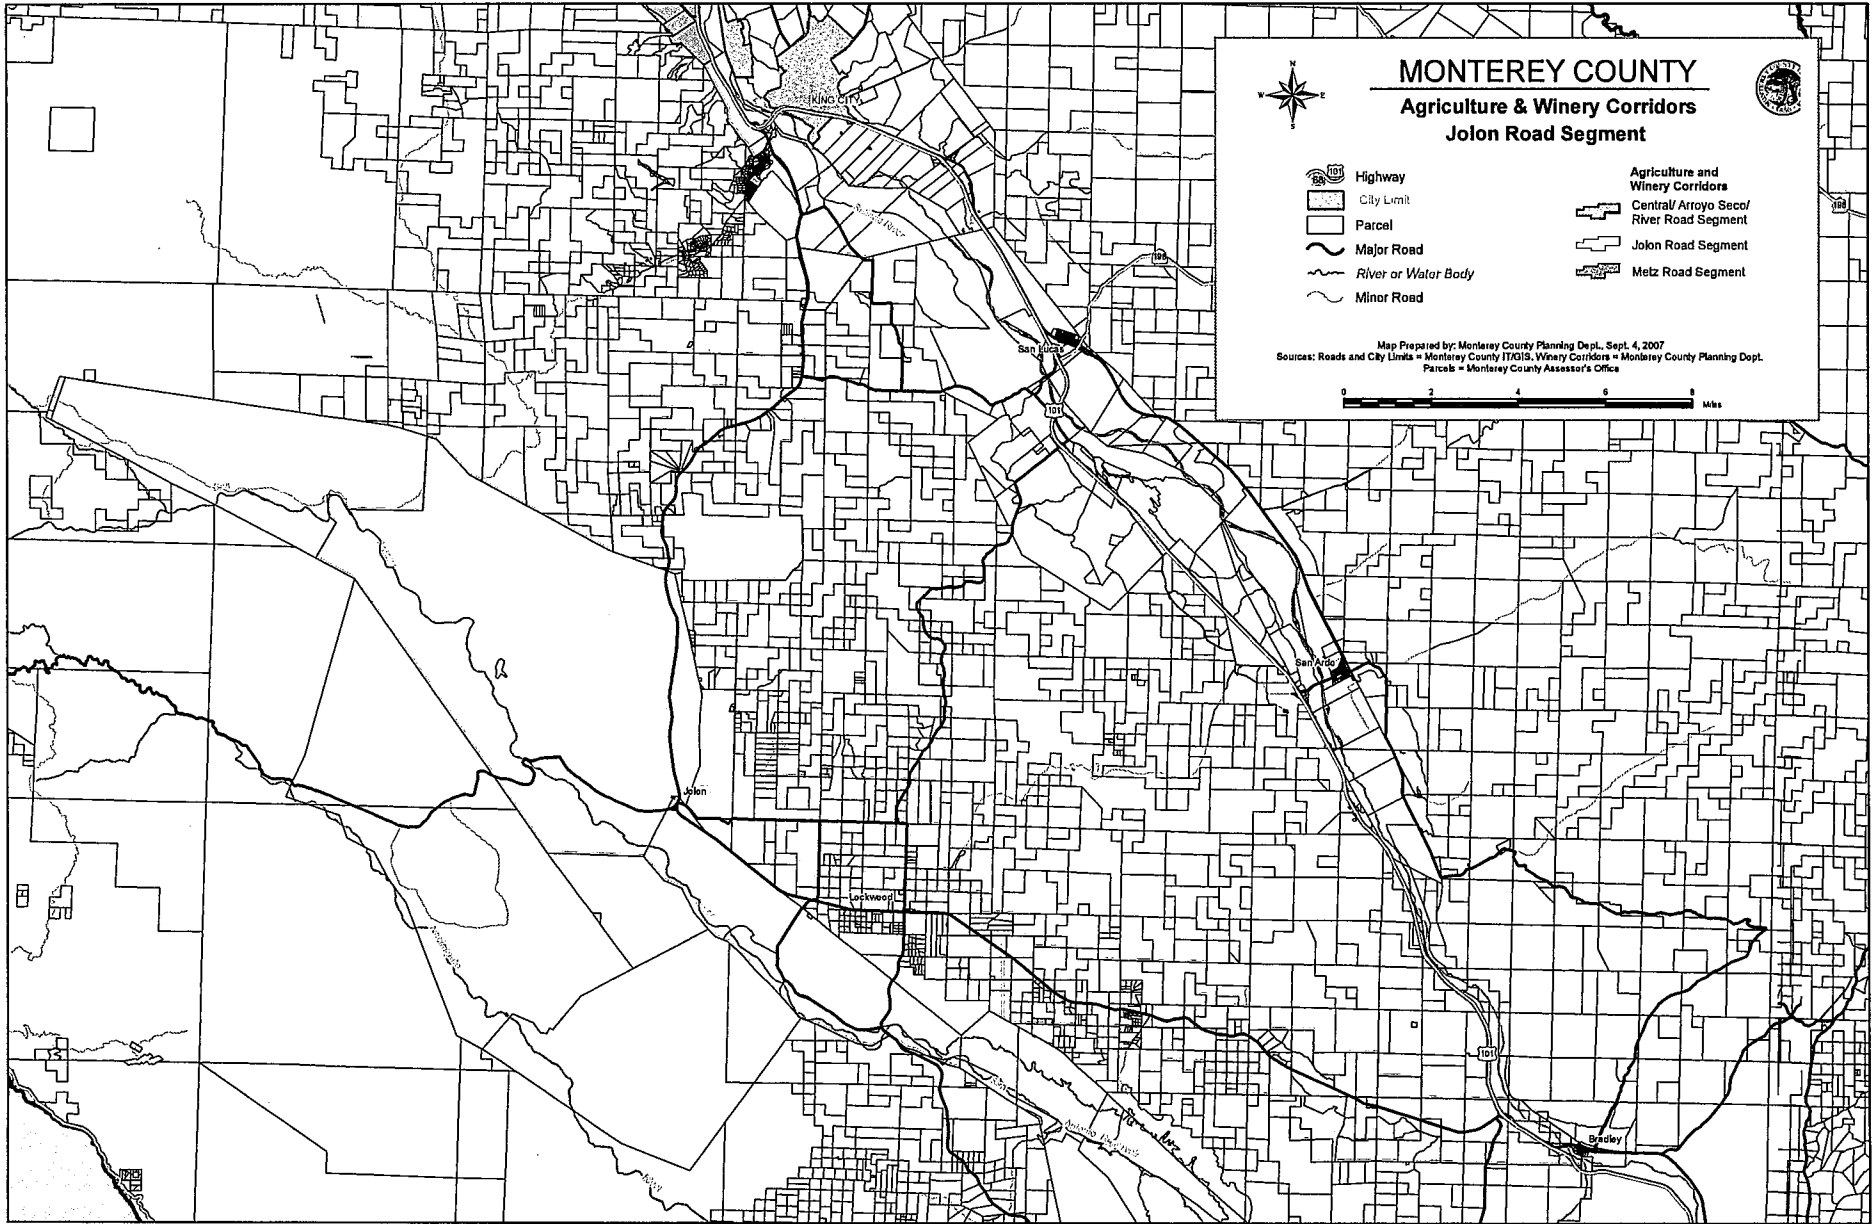 MONTEREY COUNTY
Agriculture & Winery Corridors
Jolon Road Segment
N
W E
S
68 101 Highway
City Limit
Parcel
Major Road
River or Water Body
Minor Road
Agriculture and
Winery Corridors
Central/ Arroyo Seco/
River Road Segment
Jolon Road Segment
Metz Road Segment
Map Prepared by: Monterey County Planning Dept., Sept. 4, 2007
Sources: Roads and City Limits = Monterey County IT/GIS, Winery Corridors = Monterey County Planning Dept.
Parcels = Monterey County Assessor's Office
0 2 4 6 8
Miles
KING CITY
198
198
San Lucas
101
San Ardo
Jolon
Lockwood
101
Bradley